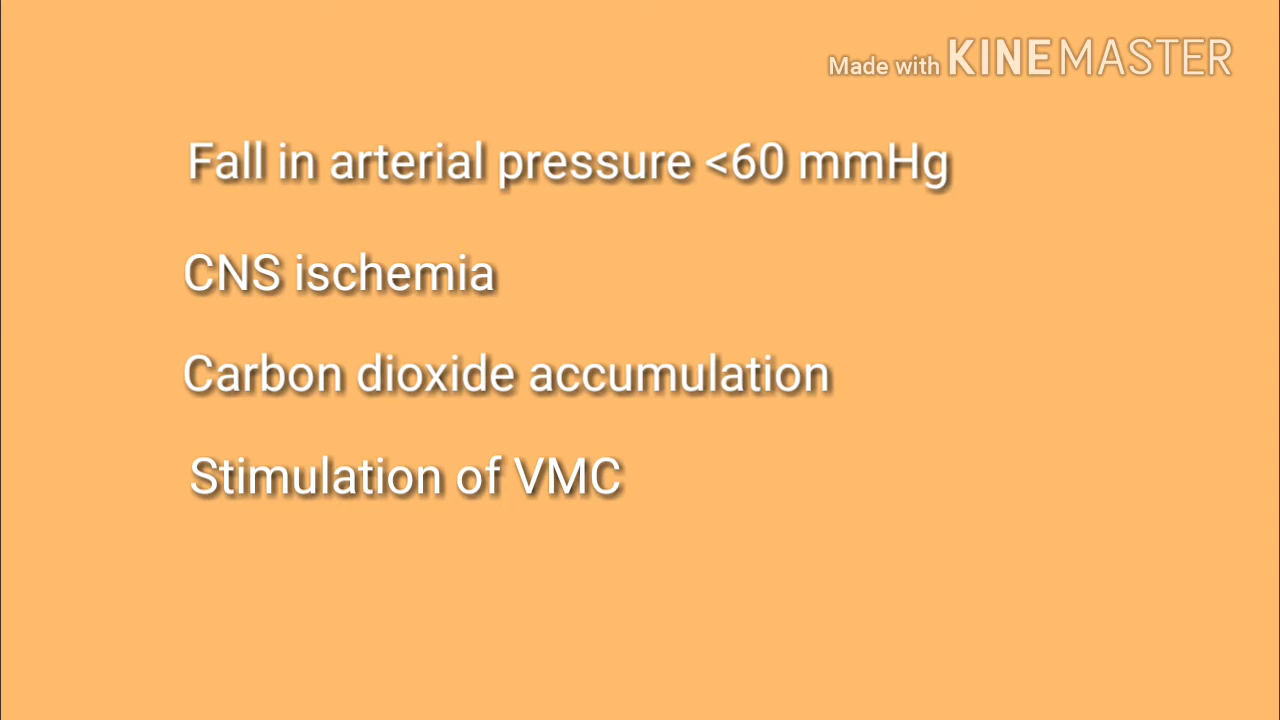 Made with KINEMASTER
Fall in arterial pressure <60 mmHg
CNS ischemia
Carbon dioxide accumulation
Stimulation of VMC